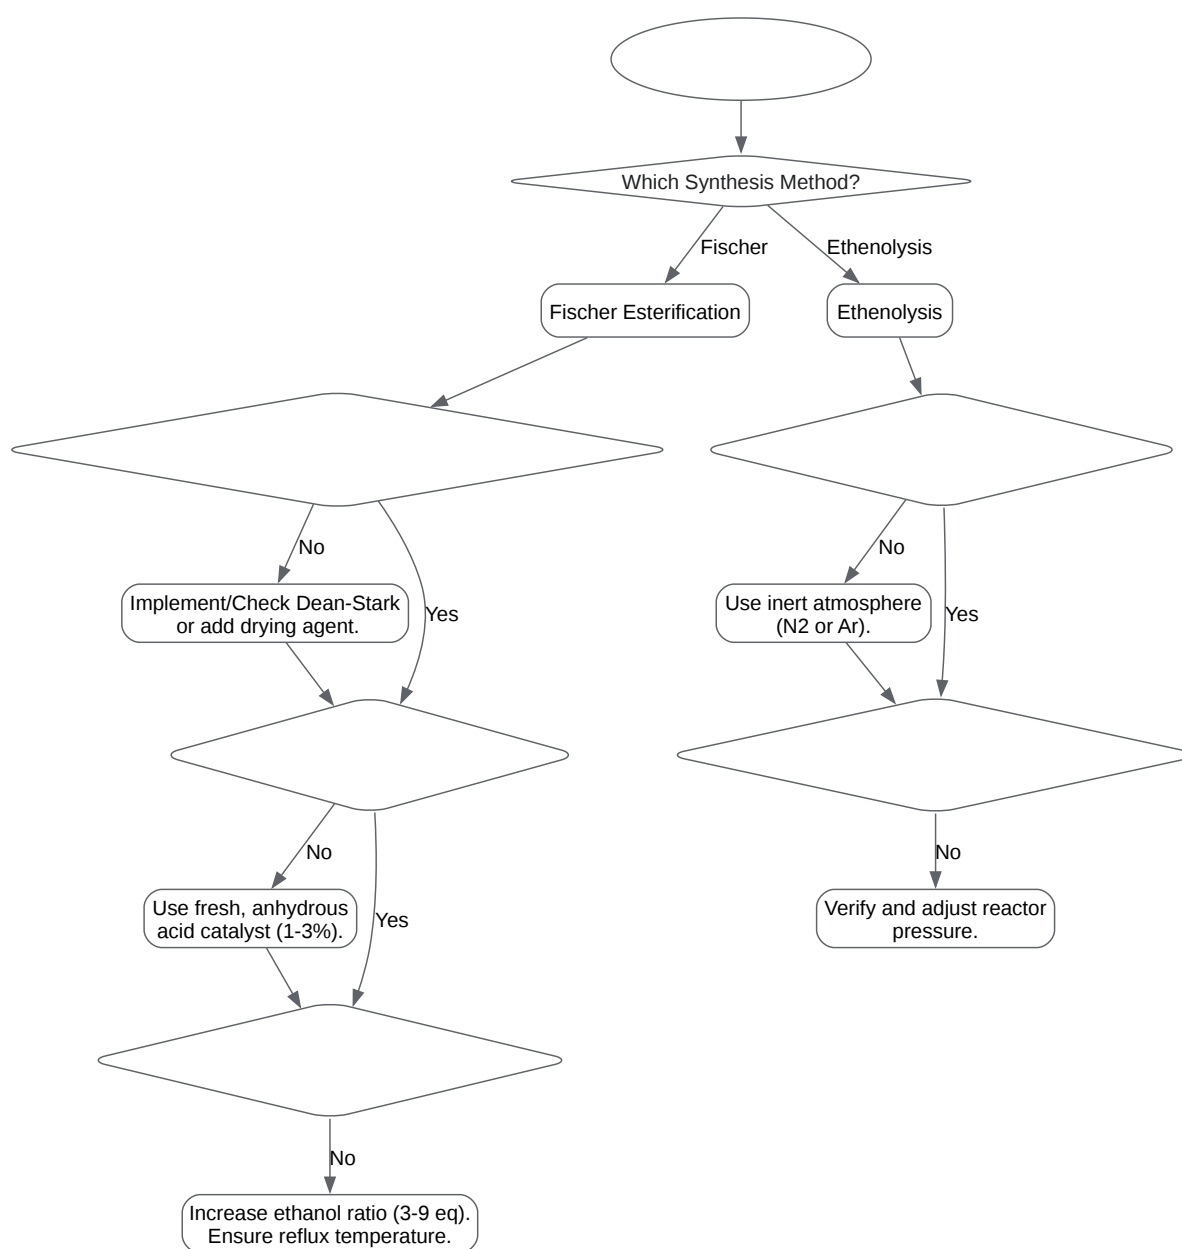 Which Synthesis Method?
Fischer
Ethenolysis
Fischer Esterification
Ethenolysis
No
No
Implement/Check Dean-Stark
or add drying agent.
Yes
Use inert atmosphere
(N2 or Ar).
Yes
No
No
Use fresh, anhydrous
acid catalyst (1-3%).
Yes
Verify and adjust reactor
pressure.
No
Increase ethanol ratio (3-9 eq).
Ensure reflux temperature.